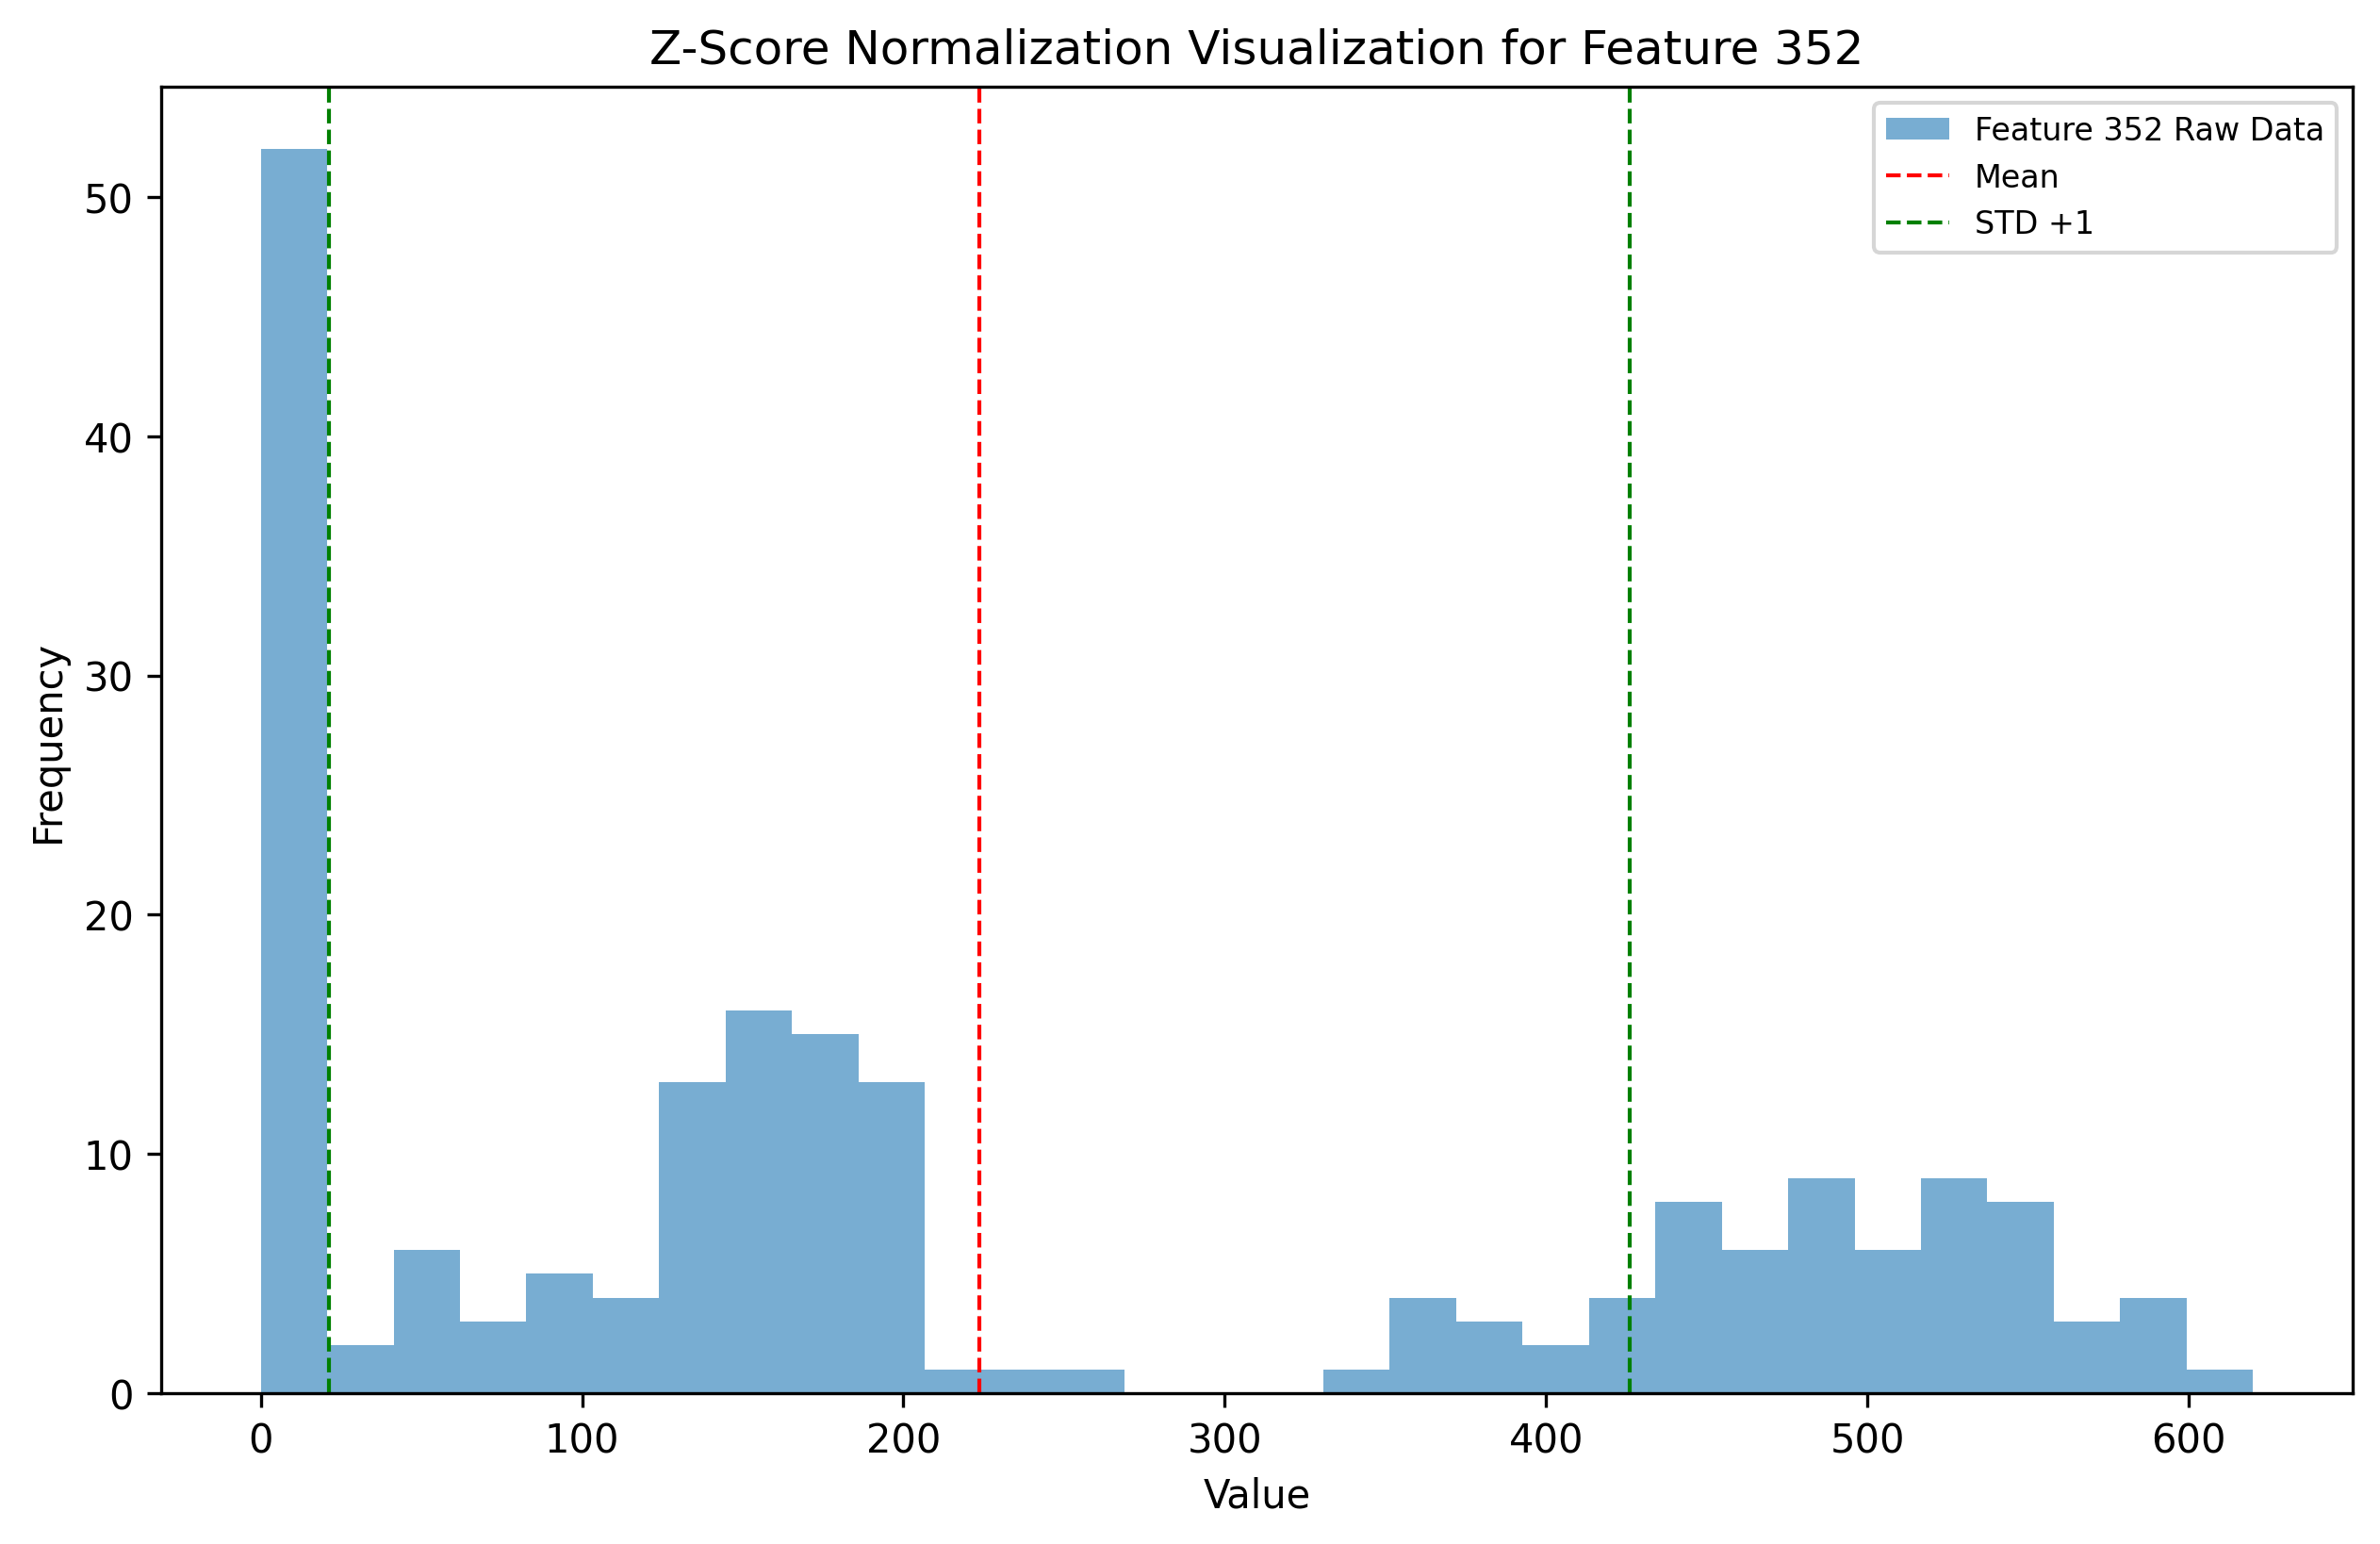 Z-Score Normalization Visualization for Feature 352
Feature 352 Raw Data
Mean
STD +1
Frequency
50
40
30
20
10
0
0 100 200 300 400 500 600
Value